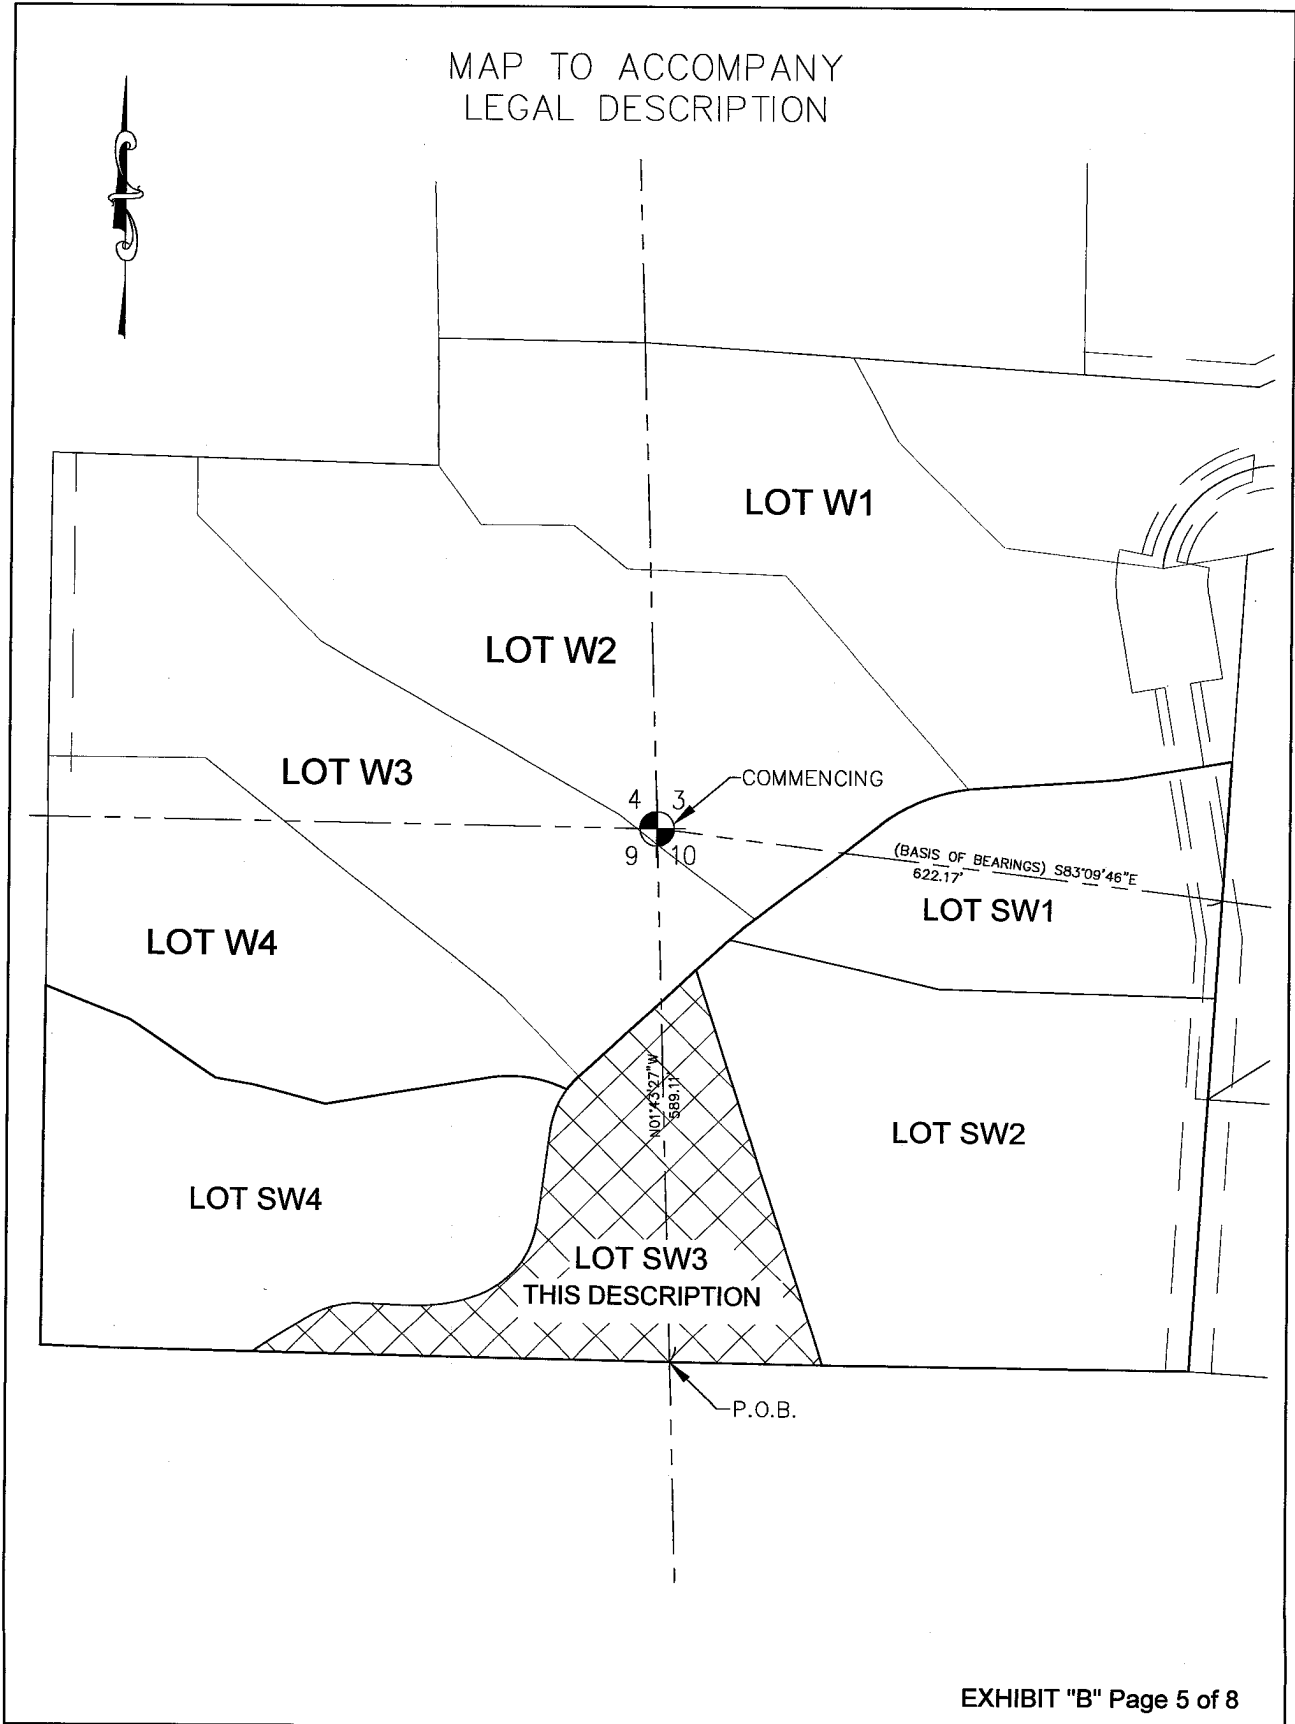 MAP TO ACCOMPANY
LEGAL DESCRIPTION
LOT W1
LOT W2
LOT W3
COMMENCING
4 3
9 10
(BASIS OF BEARINGS) S83°09'46"E
622.17'
LOT SW1
LOT W4
N01°43'27"W
589.11'
LOT SW2
LOT SW4
LOT SW3
THIS DESCRIPTION
P.O.B.
EXHIBIT "B" Page 5 of 8